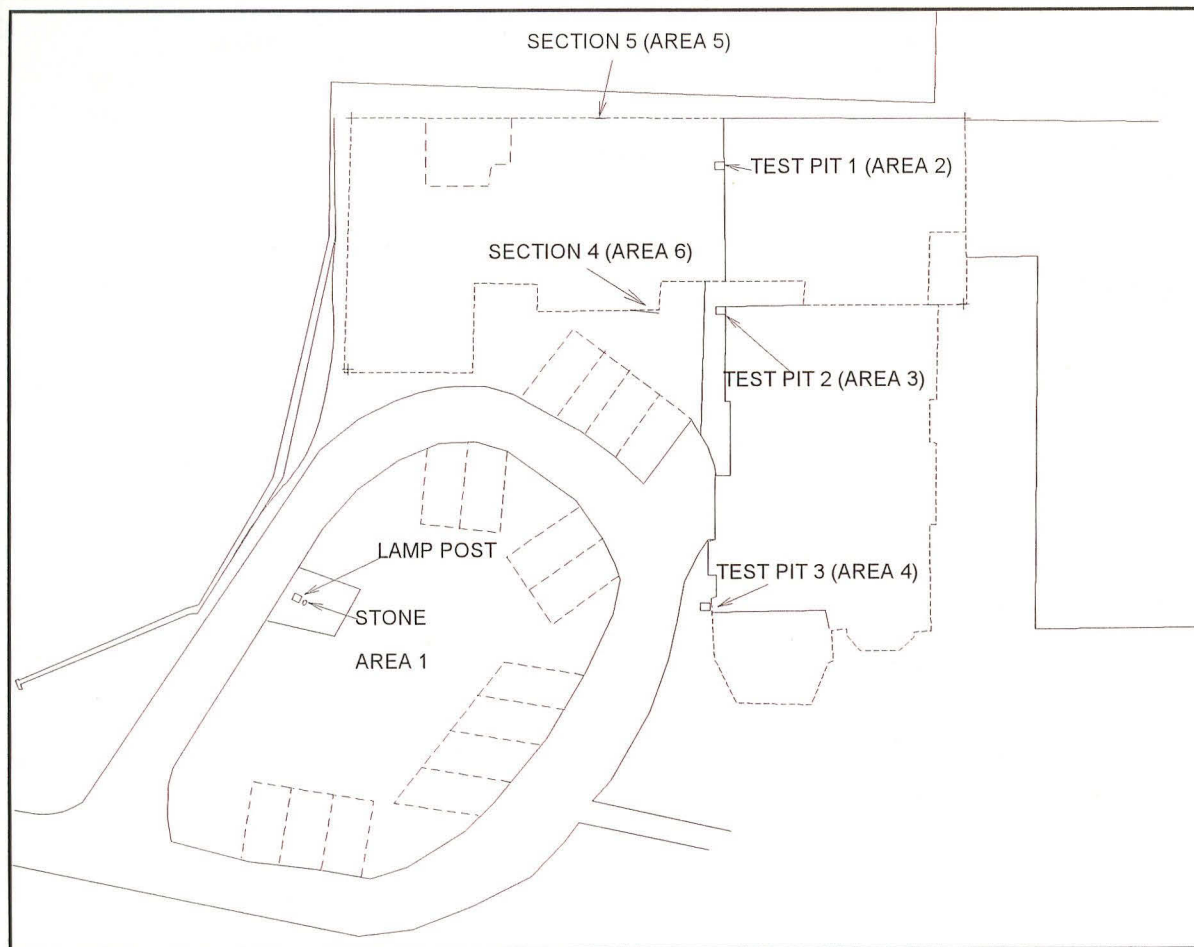 SECTION 5 (AREA 5)
TEST PIT 1 (AREA 2)
SECTION 4 (AREA 6)
TEST PIT 2 (AREA 3)
LAMP POST
TEST PIT 3 (AREA 4)
STONE
AREA 1